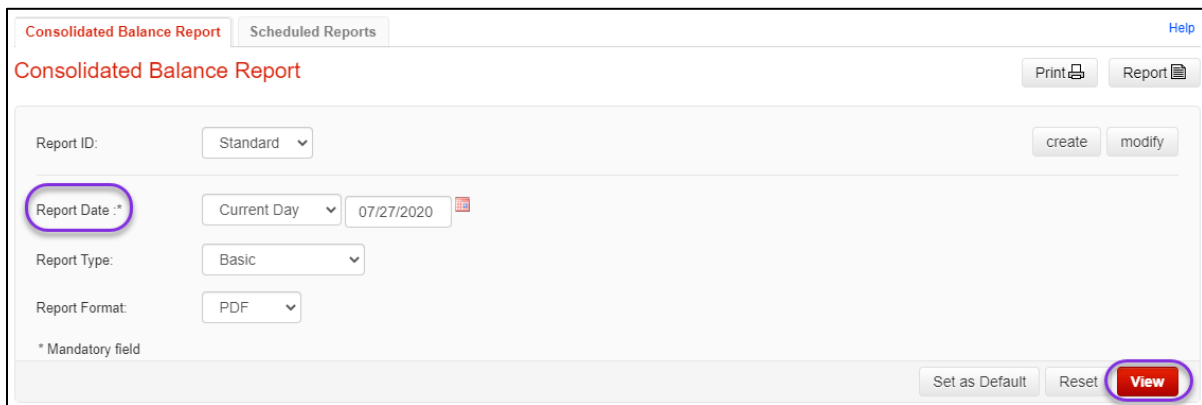 Consolidated Balance Report Scheduled Reports Help
Consolidated Balance Report Print Report
Report ID: Standard create modify
Report Date :* Current Day 07/27/2020
Report Type: Basic
Report Format: PDF
* Mandatory field
Set as Default Reset View